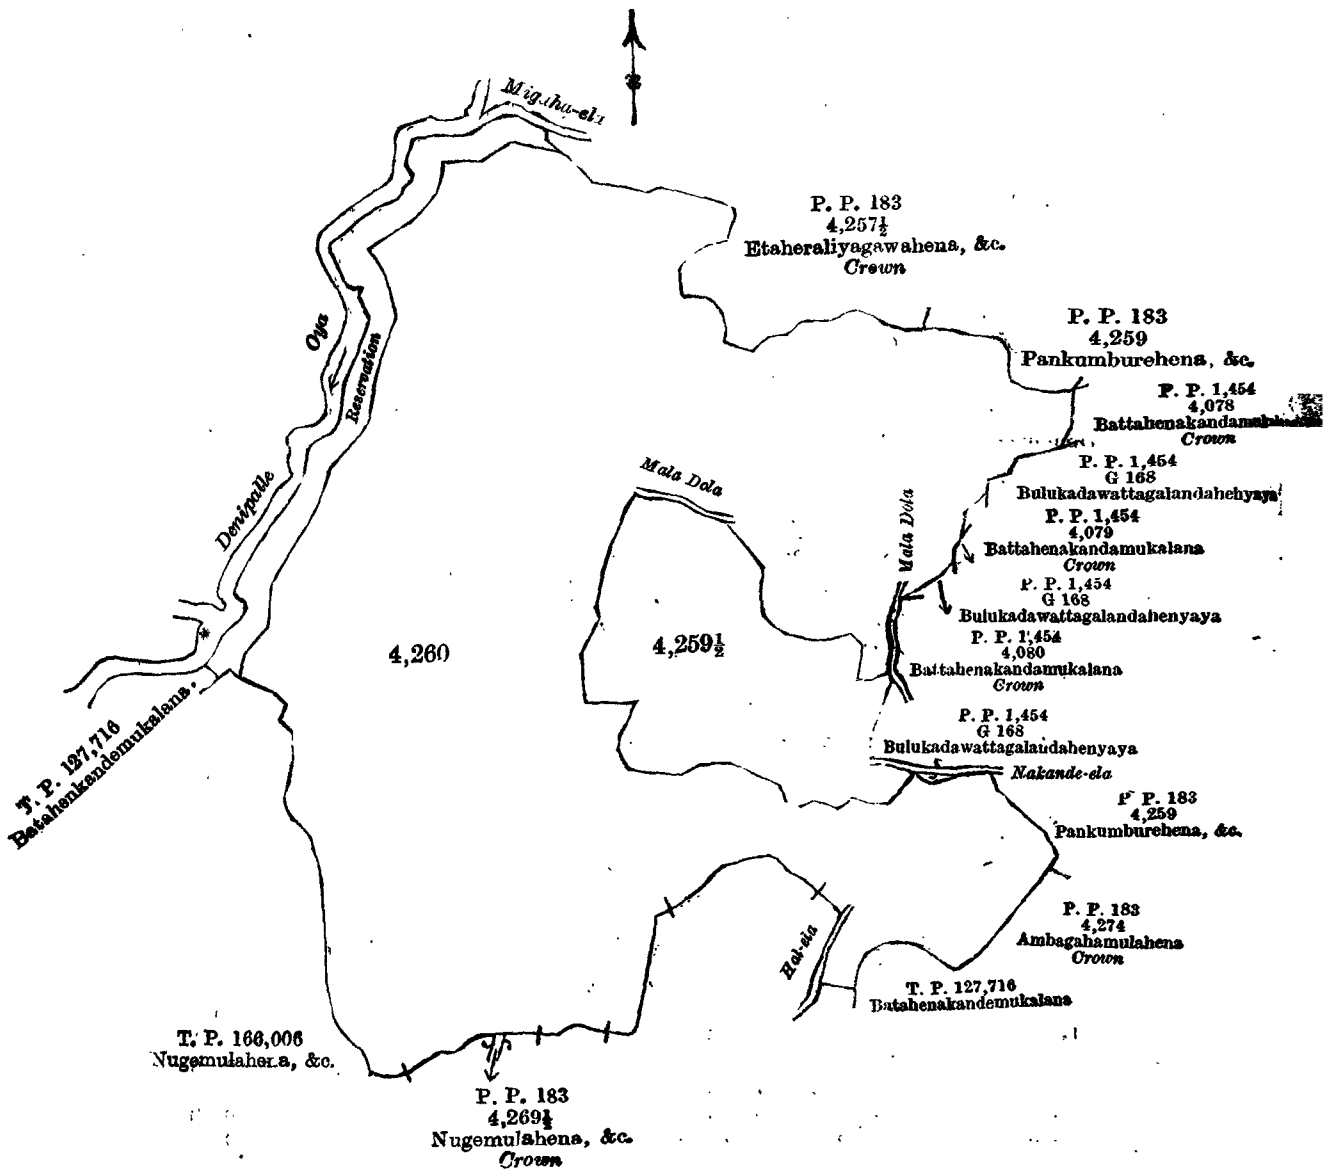 Migaha-ela
P. P. 183
4,257½
Etaheraliyagawahena, &c.
Crown
P. P. 183
4,259
Pankumburehena, &c.
Oya
Reservation
P. P. 1,454
4,078
Crown
P. P. 1,454
G 168
Bulukadawattagalandahenyaya
Mala Dola
Mala Dola
Denipalle
P. P. 1,454
4,079
Battahenakandamukalana
Crown
P. P. 1,454
G 168
Bulukadawattagalandahenyaya
*
4,260
4,259½
P. P. 1,454
4,080
Battahenakandamukalana
Crown
T. P. 127,716
Batahenkandemukalana.
P. P. 1,454
G 168
Bulukadawattagalandahenyaya
Nakande-ela
P. P. 183
4,259
Pankumburehena, &c.
P. P. 183
4,274
Ambagahamulahena
Crown
Hal-ela
T. P. 127,716
Batahenakandemukalana
T. P. 166,006
Nugemulahena, &c.
P. P. 183
4,269½
Nugemulahena, &c.
Crown